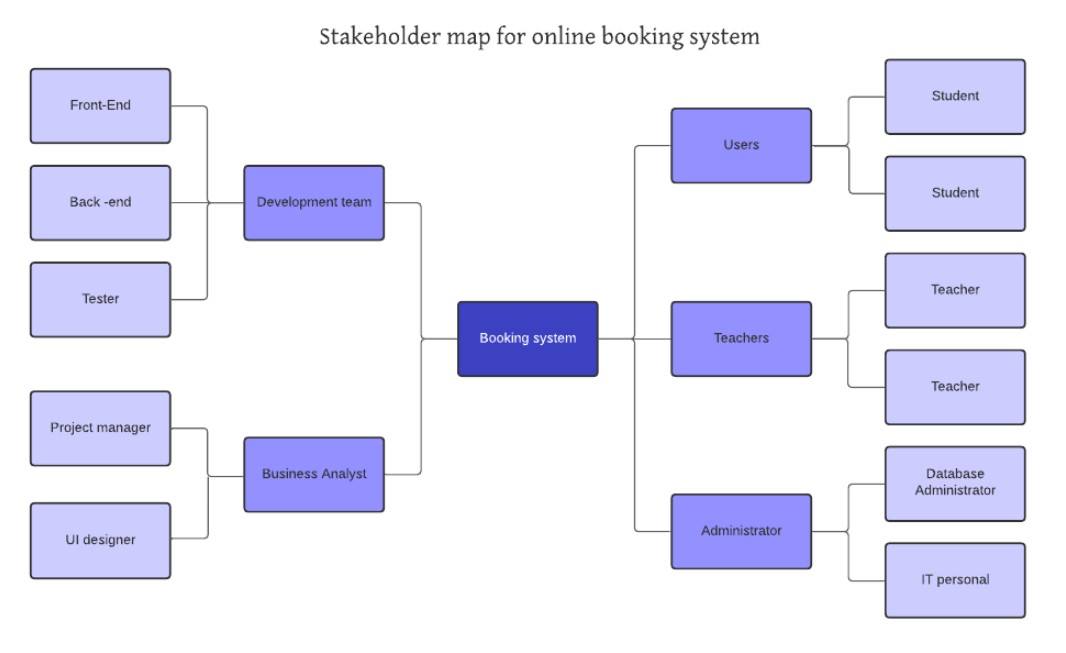 Stakeholder map for online booking system
Front-End
Back -end
Tester
Development team
Project manager
UI designer
Business Analyst
Booking system
Users
Student
Student
Teachers
Teacher
Teacher
Administrator
Database
Administrator
IT personal